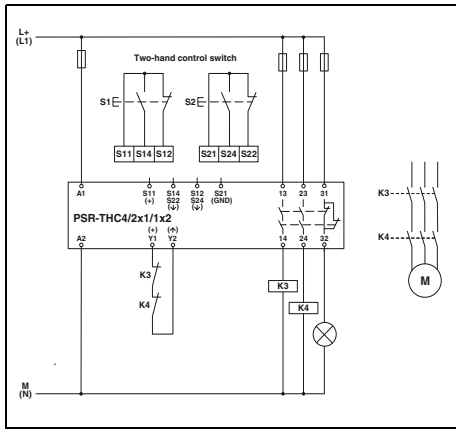 L+
(L1)
Two-hand control switch
S1
S2
S11 S14 S12
S21 S24 S22
A1
S11
(+)
S14
S22
(↓)
S12
S24
(↓)
S21
(GND)
13 23 31
PSR-THC4/2x1/1x2
A2
(+)
Y1
(↑)
Y2
14 24 32
K3
K4
K3
K4
K3
K4
M
M
(N)